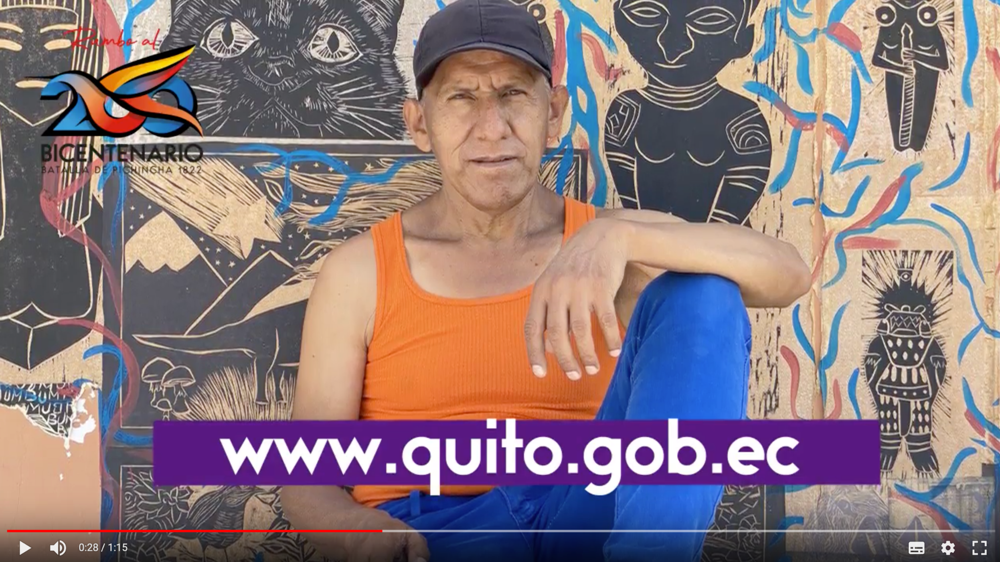 Rumbo al
200
BICENTENARIO
BATALLA DE PICHINCHA 1822
www.quito.gob.ec
0:28 / 1:15